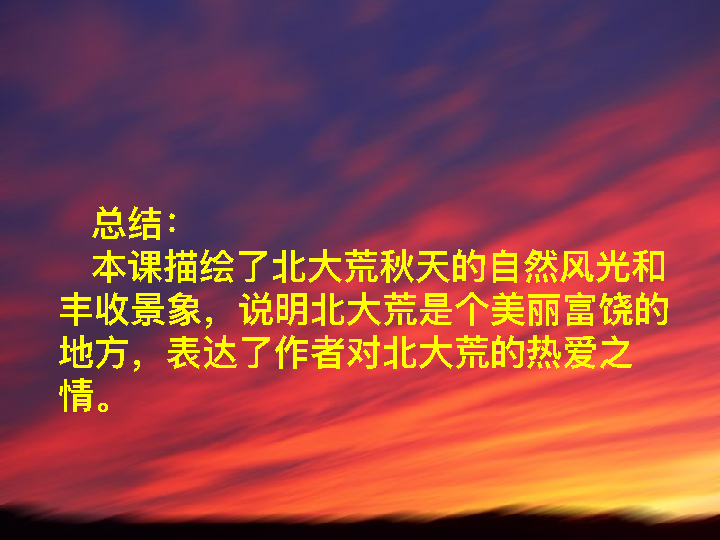 总结：
本课描绘了北大荒秋天的自然风光和
丰收景象，说明北大荒是个美丽富饶的
地方，表达了作者对北大荒的热爱之
情。